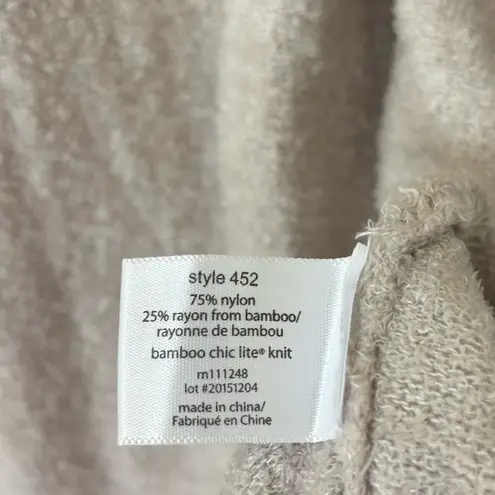 style 452
75% nylon
25% rayon from bamboo/
rayonne de bambou
bamboo chic lite® knit
rn111248
lot #20151204
made in china/
Fabriqué en Chine